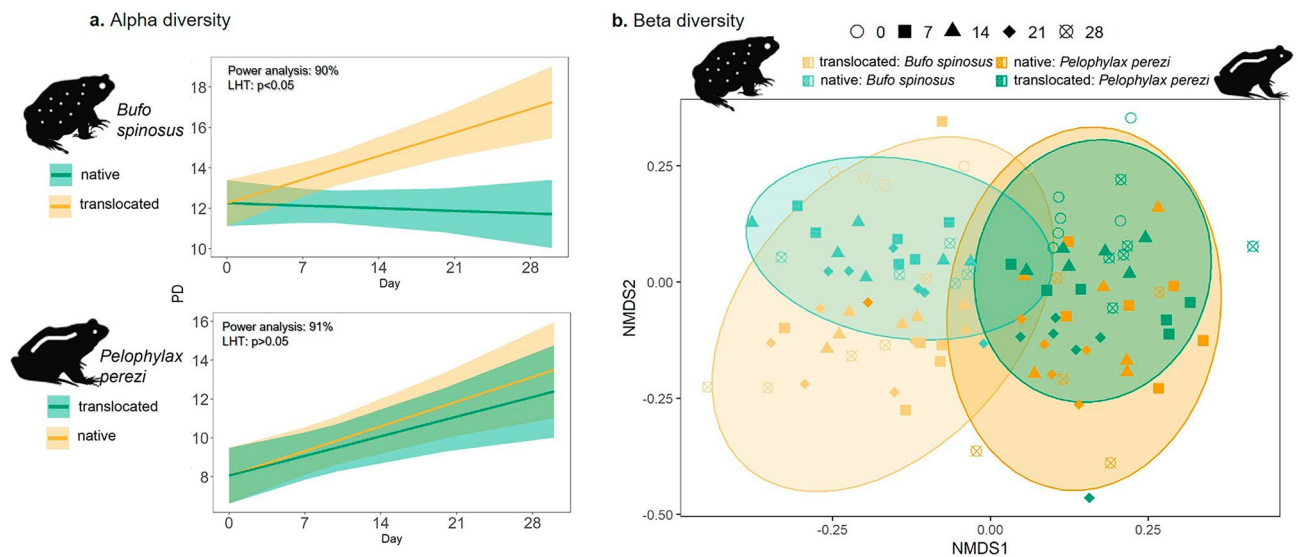 a. Alpha diversity
Bufo
spinosus
native
translocated
Power analysis: 90%
LHT: p<0.05
18
16
14
12
10
0 7 14 21 28
Day
PD
Pelophylax
perezi
translocated
native
Power analysis: 91%
LHT: p>0.05
16
14
12
10
8
0 7 14 21 28
Day
b. Beta diversity
0 7 14 21 28
translocated: Bufo spinosus native: Pelophylax perezi
native: Bufo spinosus translocated: Pelophylax perezi
NMDS2
0.25
0.00
-0.25
-0.50
-0.25 0.00 0.25
NMDS1